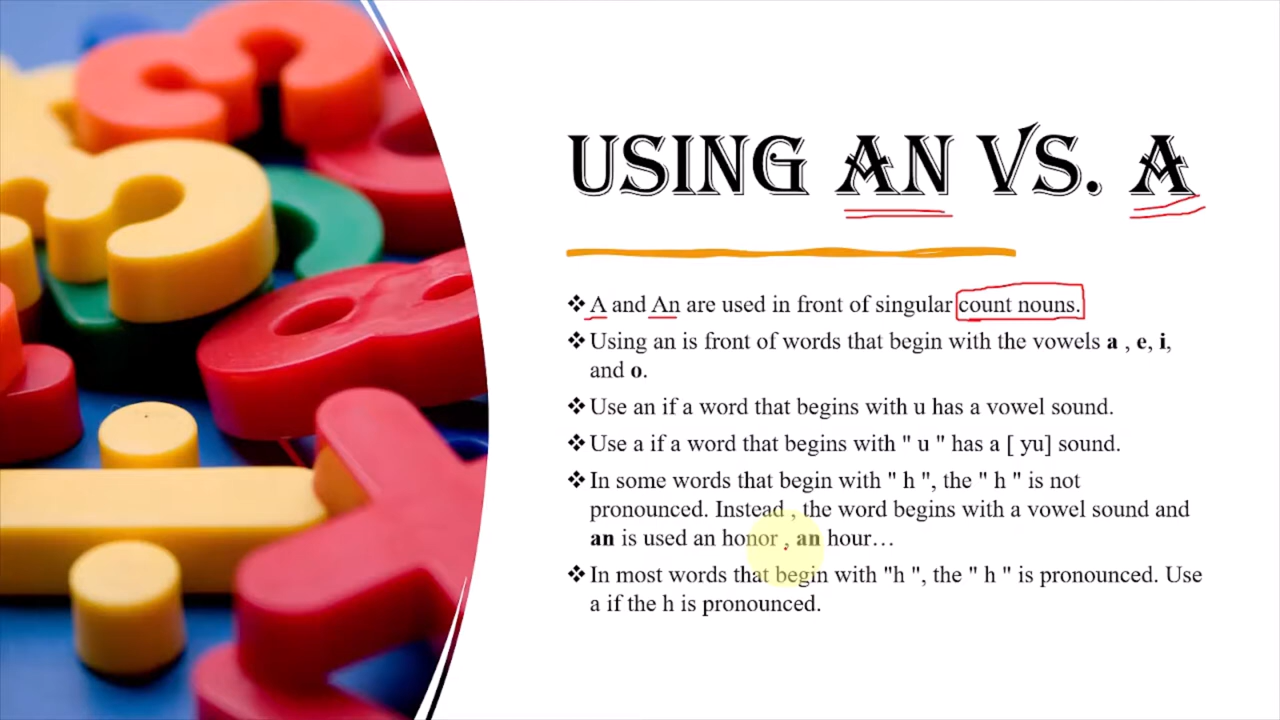 USING AN VS. A
❖ A and An are used in front of singular count nouns.
❖ Using an is front of words that begin with the vowels a , e, i,
and o.
❖ Use an if a word that begins with u has a vowel sound.
❖ Use a if a word that begins with " u " has a [ yu] sound.
❖ In some words that begin with " h ", the " h " is not
pronounced. Instead , the word begins with a vowel sound and
an is used an honor , an hour…
❖ In most words that begin with "h ", the " h " is pronounced. Use
a if the h is pronounced.